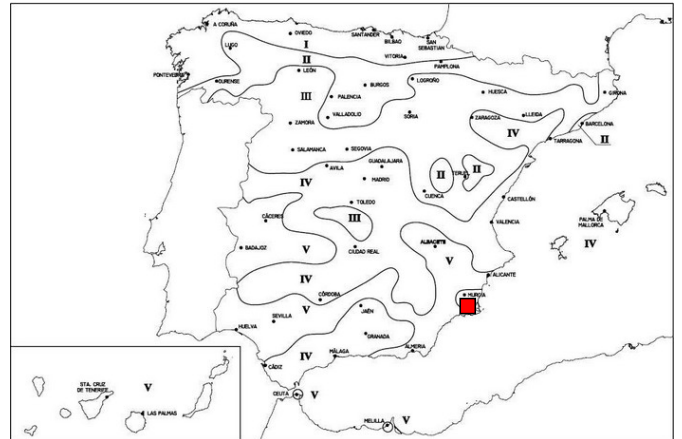 A CORUÑA
OVIEDO
SANTANDER
BILBAO
SAN
SEBASTIAN
LUGO
I
VITORIA
PAMPLONA
II
PONTEVEDRA
OURENSE
LEÓN
BURGOS
LOGROÑO
HUESCA
GIRONA
III
PALENCIA
VALLADOLID
ZAMORA
SORIA
ZARAGOZA
LLEIDA
BARCELONA
IV
II
TARRAGONA
SALAMANCA
SEGOVIA
AVILA
GUADALAJARA
II
II
TERUEL
IV
MADRID
CUENCA
TOLEDO
CASTELLÓN
PALMA DE
MALLORCA
CÁCERES
III
VALENCIA
IV
BADAJOZ
V
CIUDAD REAL
ALBACETE
V
IV
ALICANTE
CÓRDOBA
MURCIA
V
SEVILLA
JAÉN
HUELVA
GRANADA
IV
MÁLAGA
ALMERIA
CÁDIZ
STA. CRUZ
DE TENERIFE
V
LAS PALMAS
CEUTA
V
MELILLA
V